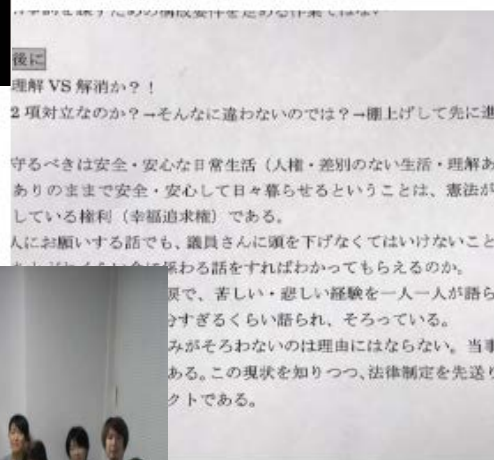 後に
理解 VS 解消か？！
2 項対立なのか？→そんなに違わないのでは？→棚上げして先に進
守るべきは安全・安心な日常生活（人権・差別のない生活・理解あ
ありのままで安全・安心して日々暮らせるということは、憲法が
している権利（幸福追求権）である。
人にお願いする話でも、議員さんに頭を下げなくてはいけないこと
係わる話をすればわかってもらえるのか。
涙で、苦しい・悲しい経験を一人一人が語ら
分すぎるくらい語られ、そろっている。
みがそろわないのは理由にはならない。当事
ある。この現状を知りつつ、法律制定を先送り
クトである。